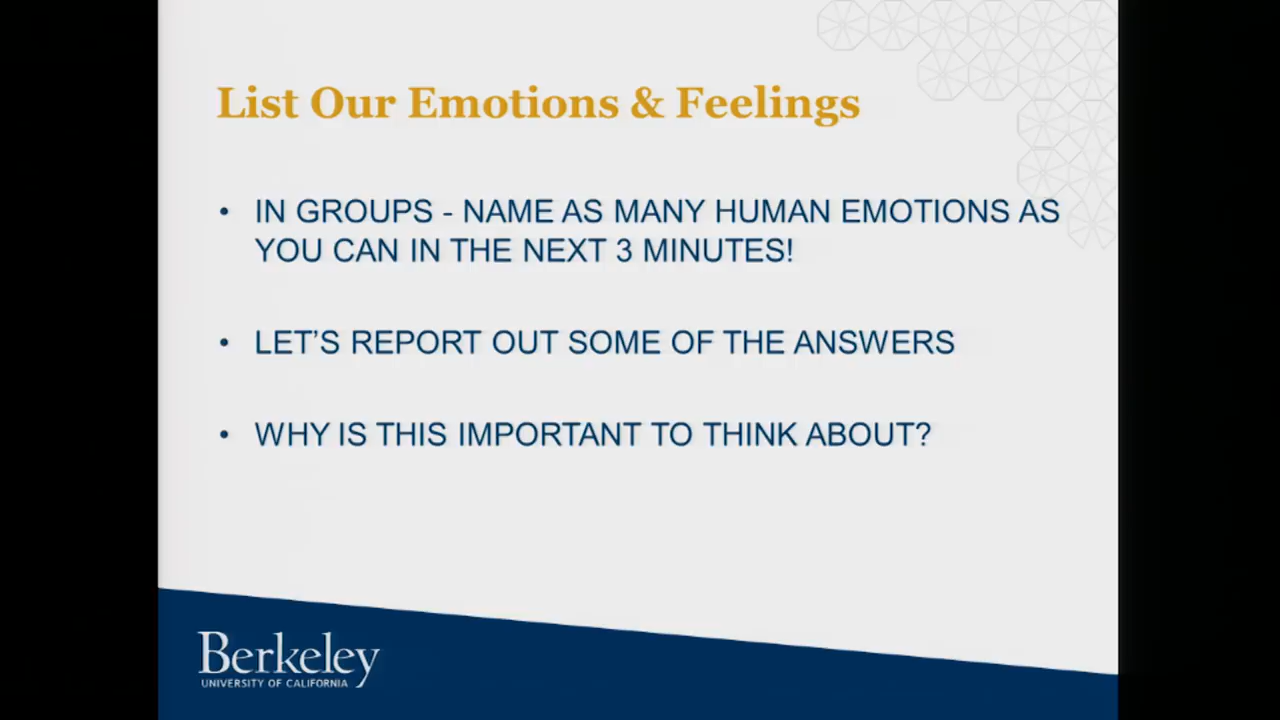 List Our Emotions & Feelings
• IN GROUPS - NAME AS MANY HUMAN EMOTIONS AS
YOU CAN IN THE NEXT 3 MINUTES!
• LET’S REPORT OUT SOME OF THE ANSWERS
• WHY IS THIS IMPORTANT TO THINK ABOUT?
Berkeley
UNIVERSITY OF CALIFORNIA